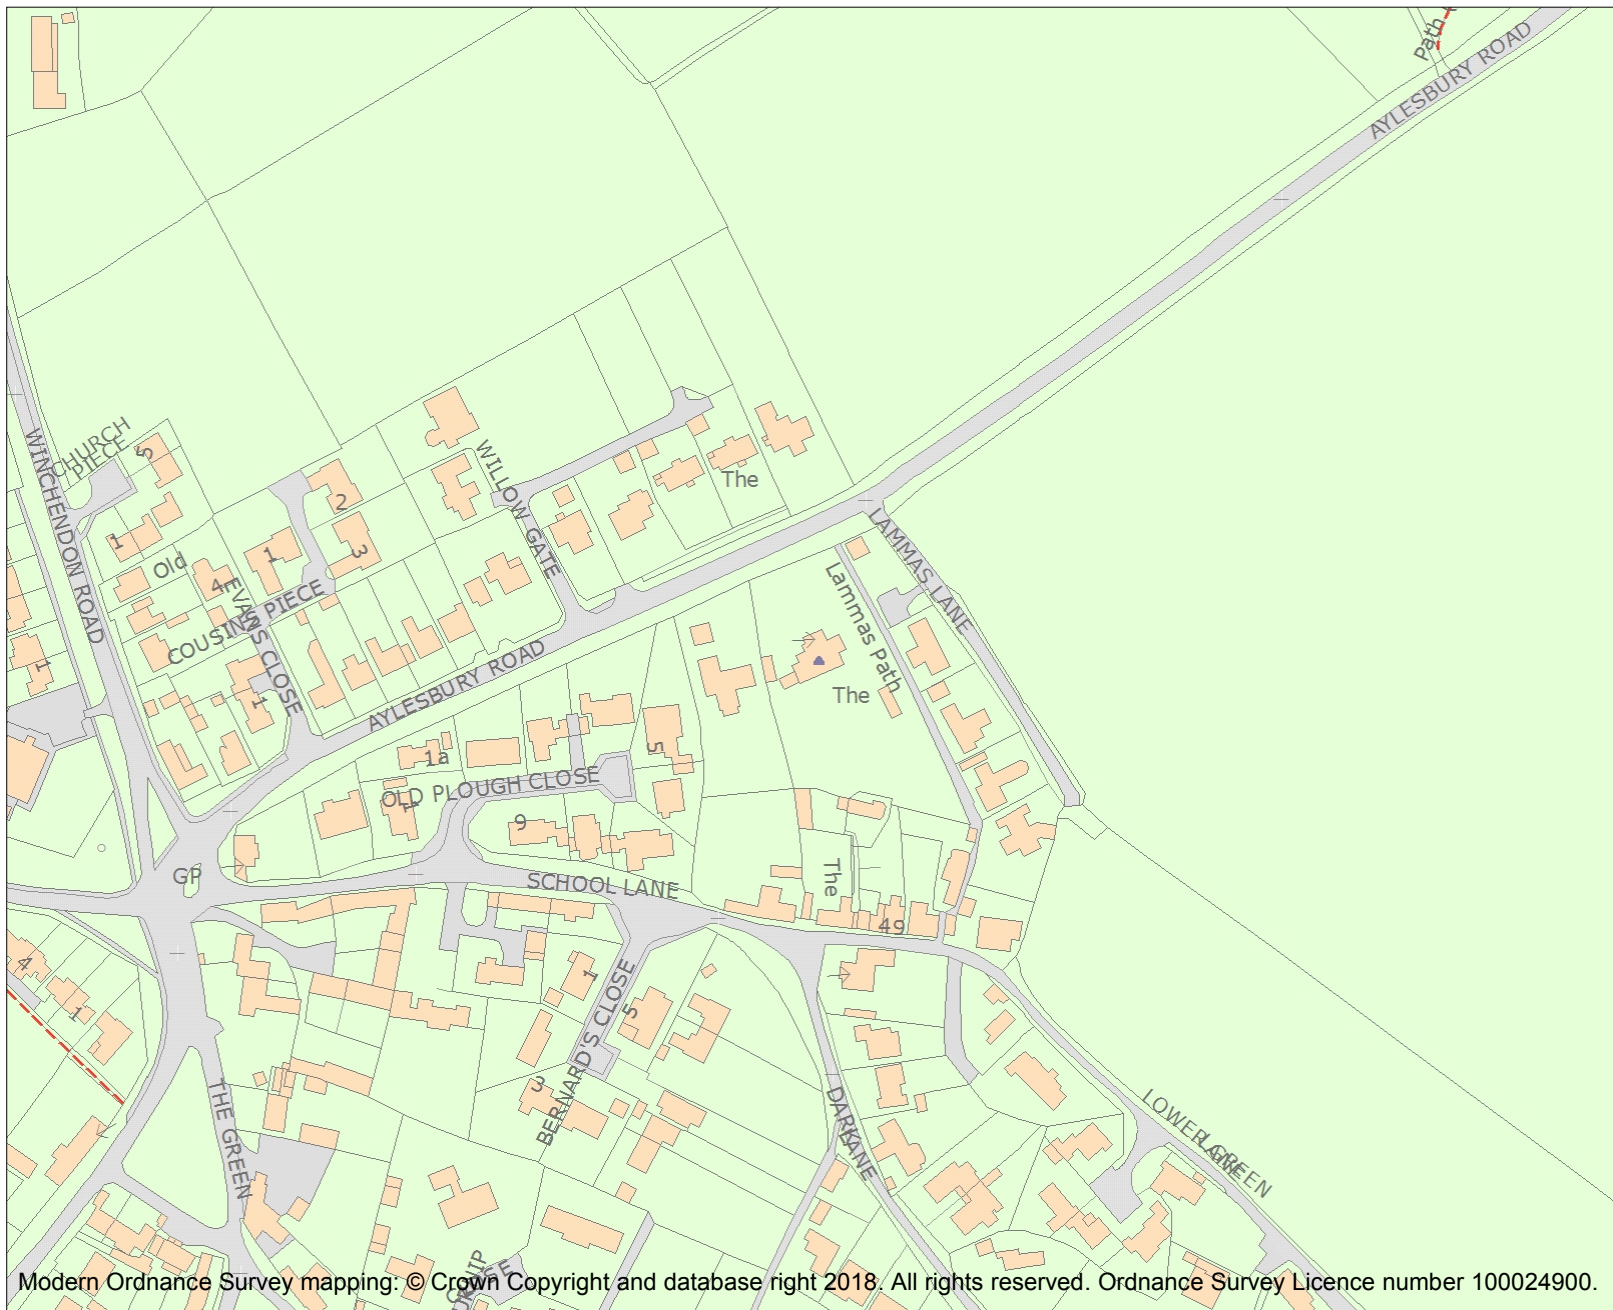 Path
AYLESBURY ROAD
WINCHENDON ROAD
CHURCH
PIECE
5
WILLOW GATE
The
2
1
Old
1
3
4
EVANS CLOSE
COUSINS PIECE
LAMMAS LANE
Lammas Path
1
1
AYLESBURY ROAD
The
1a
5
OLD PLOUGH CLOSE
1
9
GP
SCHOOL LANE
The
49
4
1
1
5
BERNARD'S CLOSE
3
THE GREEN
DARK LANE
LOWER GREEN
LANE
Modern Ordnance Survey mapping: © Crown Copyright and database right 2018. All rights reserved. Ordnance Survey Licence number 100024900.